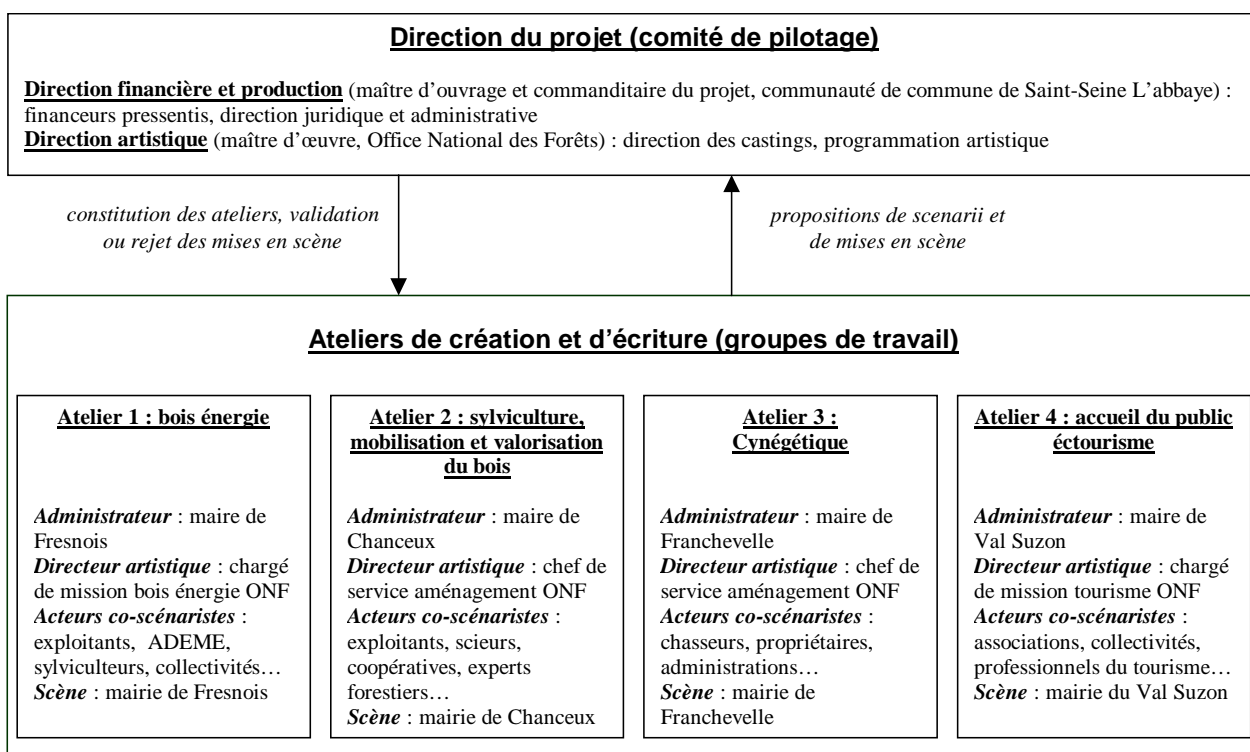 Direction du projet (comité de pilotage)
Direction financière et production (maître d'ouvrage et commanditaire du projet, communauté de commune de Saint-Seine L'abbaye) :
financeurs pressentis, direction juridique et administrative
Direction artistique (maître d'œuvre, Office National des Forêts) : direction des castings, programmation artistique
constitution des ateliers, validation
ou rejet des mises en scène
propositions de scenarii et
de mises en scène
Ateliers de création et d'écriture (groupes de travail)
Atelier 1 : bois énergie
Administrateur : maire de
Fresnois
Directeur artistique : chargé
de mission bois énergie ONF
Acteurs co-scénaristes :
exploitants, ADEME,
sylviculteurs, collectivités…
Scène : mairie de Fresnois
Atelier 2 : sylviculture,
mobilisation et valorisation
du bois
Administrateur : maire de
Chanceux
Directeur artistique : chef de
service aménagement ONF
Acteurs co-scénaristes :
exploitants, scieurs,
coopératives, experts
forestiers…
Scène : mairie de Chanceux
Atelier 3 :
Cynégétique
Administrateur : maire de
Franchevelle
Directeur artistique : chef de
service aménagement ONF
Acteurs co-scénaristes :
chasseurs, propriétaires,
administrations…
Scène : mairie de
Franchevelle
Atelier 4 : accueil du public
éctourisme
Administrateur : maire de
Val Suzon
Directeur artistique : chargé
de mission tourisme ONF
Acteurs co-scénaristes :
associations, collectivités,
professionnels du tourisme…
Scène : mairie du Val Suzon